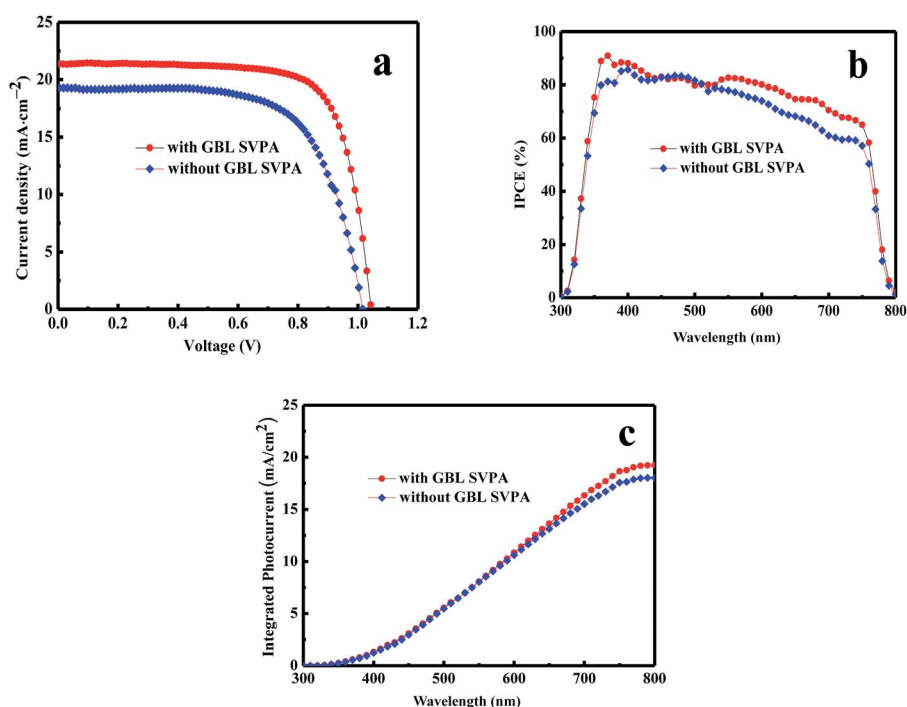 a
with GBL SVPA
without GBL SVPA
Current density (mA·cm−2)
25
20
15
10
5
0
0.0 0.2 0.4 0.6 0.8 1.0 1.2
Voltage (V)
b
with GBL SVPA
without GBL SVPA
IPCE (%)
100
80
60
40
20
0
300 400 500 600 700 800
Wavelength (nm)
c
with GBL SVPA
without GBL SVPA
Integrated Photocurrent (mA/cm2)
25
20
15
10
5
0
300 400 500 600 700 800
Wavelength (nm)